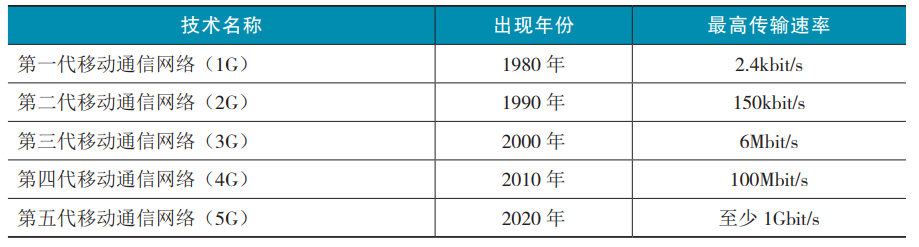 技术名称 出现年份 最高传输速率
第一代移动通信网络（1G） 1980 年 2.4kbit/s
第二代移动通信网络（2G） 1990 年 150kbit/s
第三代移动通信网络（3G） 2000 年 6Mbit/s
第四代移动通信网络（4G） 2010 年 100Mbit/s
第五代移动通信网络（5G） 2020 年 至少 1Gbit/s